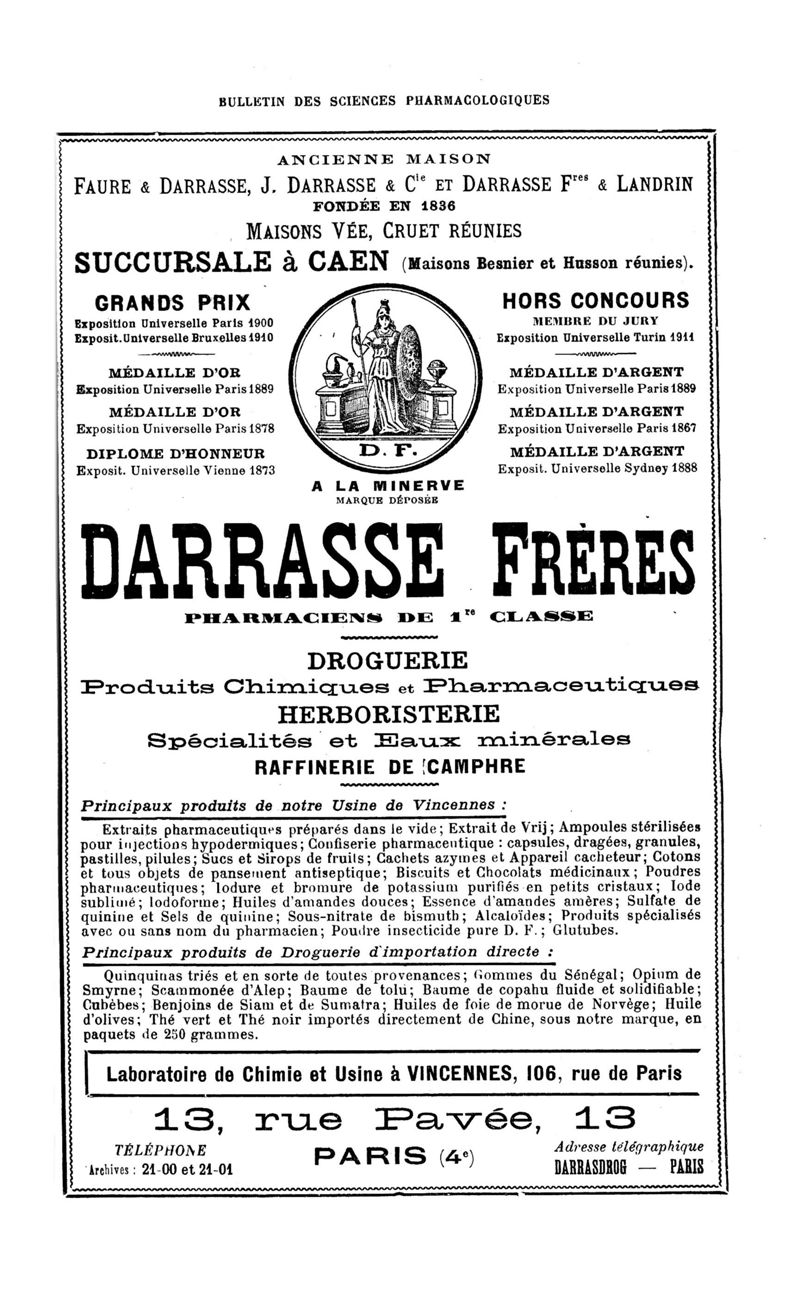 BULLETIN DES SCIENCES PHARMACOLOGIQUES
ANCIENNE MAISON
FAURE & DARRASSE, J. DARRASSE & Cie ET DARRASSE Fres & LANDRIN
FONDÉE EN 1836
MAISONS VÉE, CRUET RÉUNIES
SUCCURSALE à CAEN (Maisons Besnier et Husson réunies).
GRANDS PRIX
Exposition Universelle Paris 1900
Exposit. Universelle Bruxelles 1910
MÉDAILLE D'OR
Exposition Universelle Paris 1889
MÉDAILLE D'OR
Exposition Universelle Paris 1878
DIPLOME D'HONNEUR
Exposit. Universelle Vienne 1873
D. F.
A LA MINERVE
MARQUE DÉPOSÉE
HORS CONCOURS
MEMBRE DU JURY
Exposition Universelle Turin 1911
MÉDAILLE D'ARGENT
Exposition Universelle Paris 1889
MÉDAILLE D'ARGENT
Exposition Universelle Paris 1867
MÉDAILLE D'ARGENT
Exposit. Universelle Sydney 1888
DARRASSE FRÈRES
PHARMACIENS DE 1re CLASSE
DROGUERIE
Produits Chimiques et Pharmaceutiques
HERBORISTERIE
Spécialités et Eaux minérales
RAFFINERIE DE CAMPHRE
Principaux produits de notre Usine de Vincennes :
Extraits pharmaceutiques préparés dans le vide; Extrait de Vrij; Ampoules stérilisées
pour injections hypodermiques; Confiserie pharmaceutique : capsules, dragées, granules,
pastilles, pilules; Sucs et Sirops de fruits; Cachets azymes et Appareil cacheteur; Cotons
et tous objets de pansement antiseptique; Biscuits et Chocolats médicinaux; Poudres
pharmaceutiques; Iodure et bromure de potassium purifiés en petits cristaux; Iode
sublimé; Iodoforme; Huiles d'amandes douces; Essence d'amandes amères; Sulfate de
quinine et Sels de quinine; Sous-nitrate de bismuth; Alcaloïdes; Produits spécialisés
avec ou sans nom du pharmacien; Poudre insecticide pure D. F.; Glutubes.
Principaux produits de Droguerie d'importation directe :
Quinquinas triés et en sorte de toutes provenances; Gommes du Sénégal; Opium de
Smyrne; Scammonée d'Alep; Baume de tolu; Baume de copahu fluide et solidifiable;
Cubèbes; Benjoins de Siam et de Sumatra; Huiles de foie de morue de Norvège; Huile
d'olives; Thé vert et Thé noir importés directement de Chine, sous notre marque, en
paquets de 250 grammes.
Laboratoire de Chimie et Usine à VINCENNES, 106, rue de Paris
13, rue Pavée, 13
TÉLÉPHONE
Archives : 21-00 et 21-01
PARIS (4e)
Adresse télégraphique
DARRASDROG — PARIS